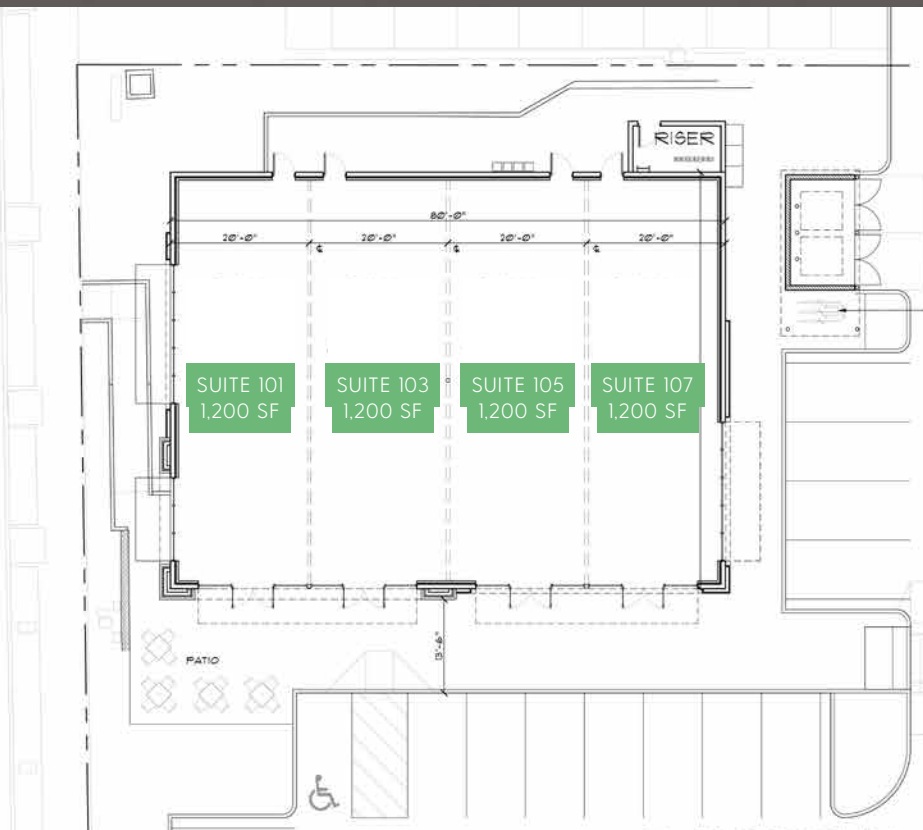 RISER
80'-0"
20'-0"
20'-0"
20'-0"
20'-0"
SUITE 101
1,200 SF
SUITE 103
1,200 SF
SUITE 105
1,200 SF
SUITE 107
1,200 SF
13'-6"
PATIO